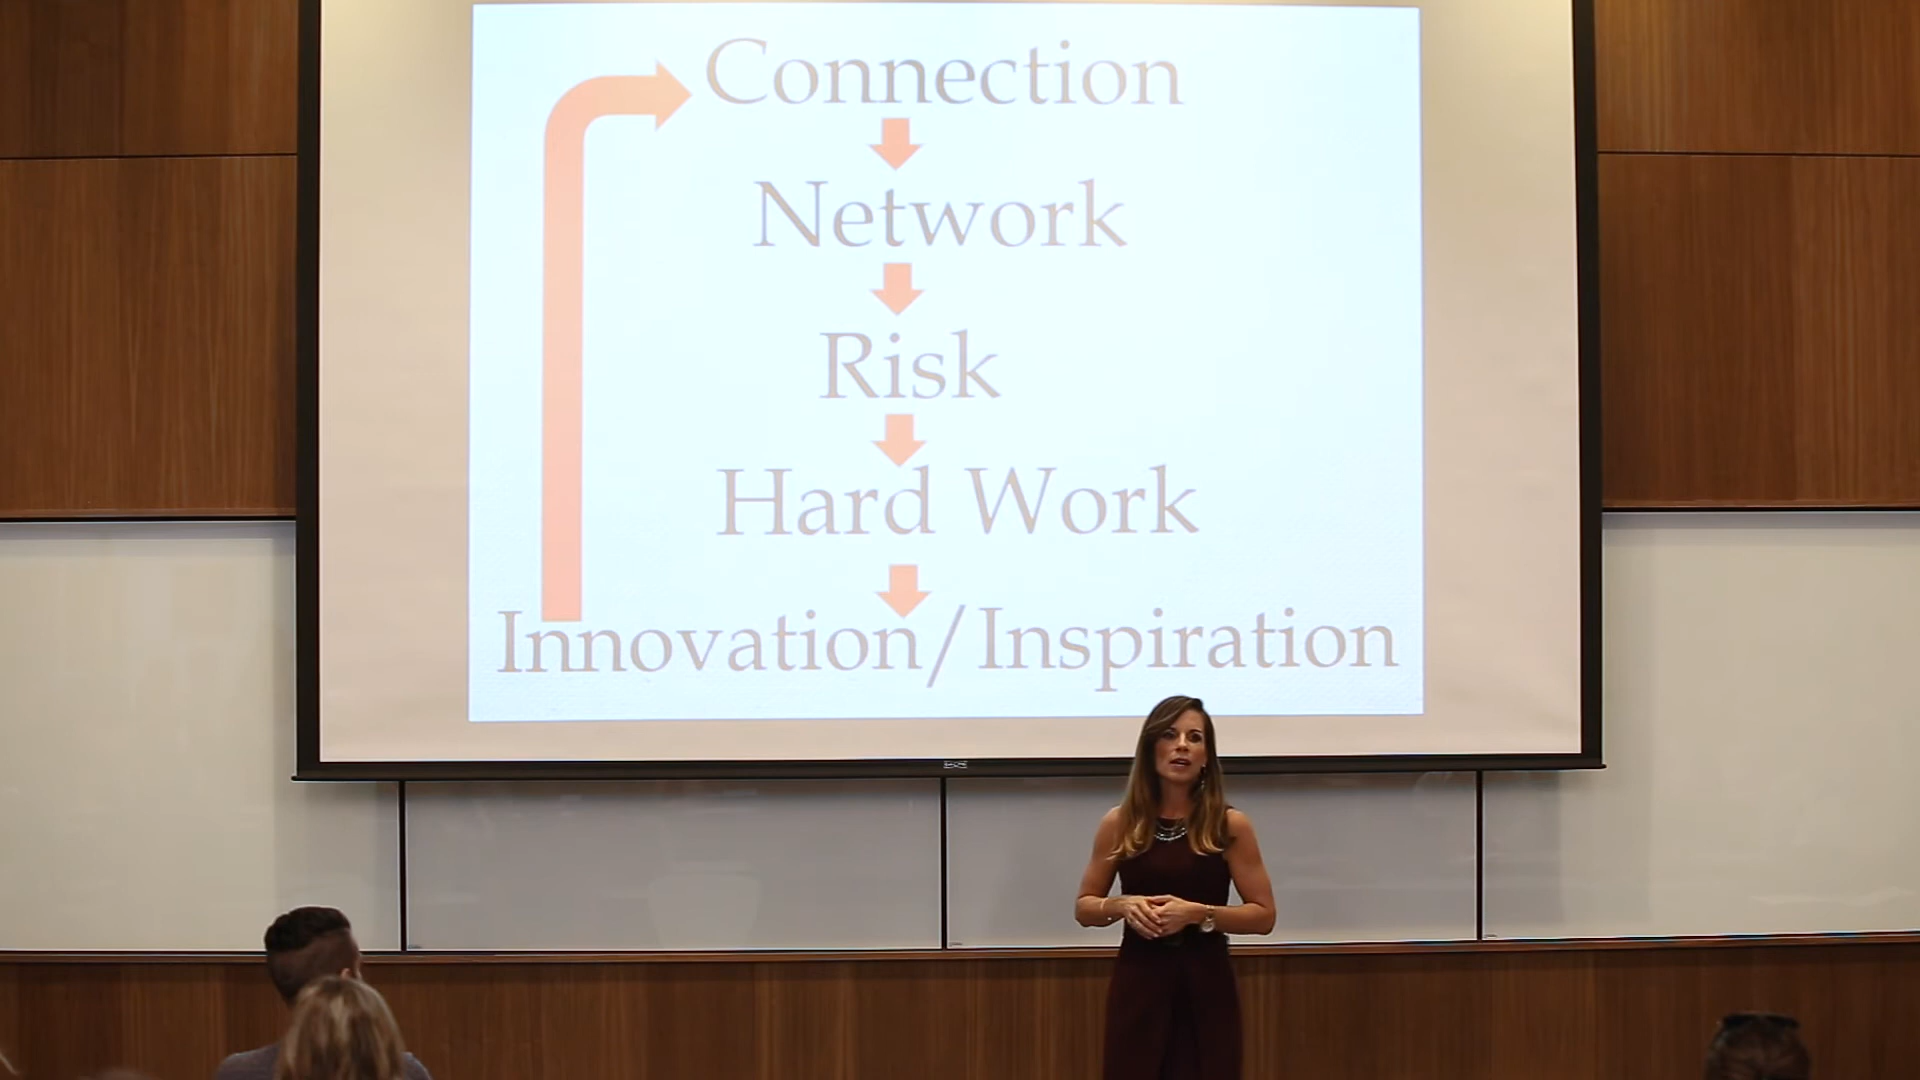 Connection
Network
Risk
Hard Work
Innovation/Inspiration